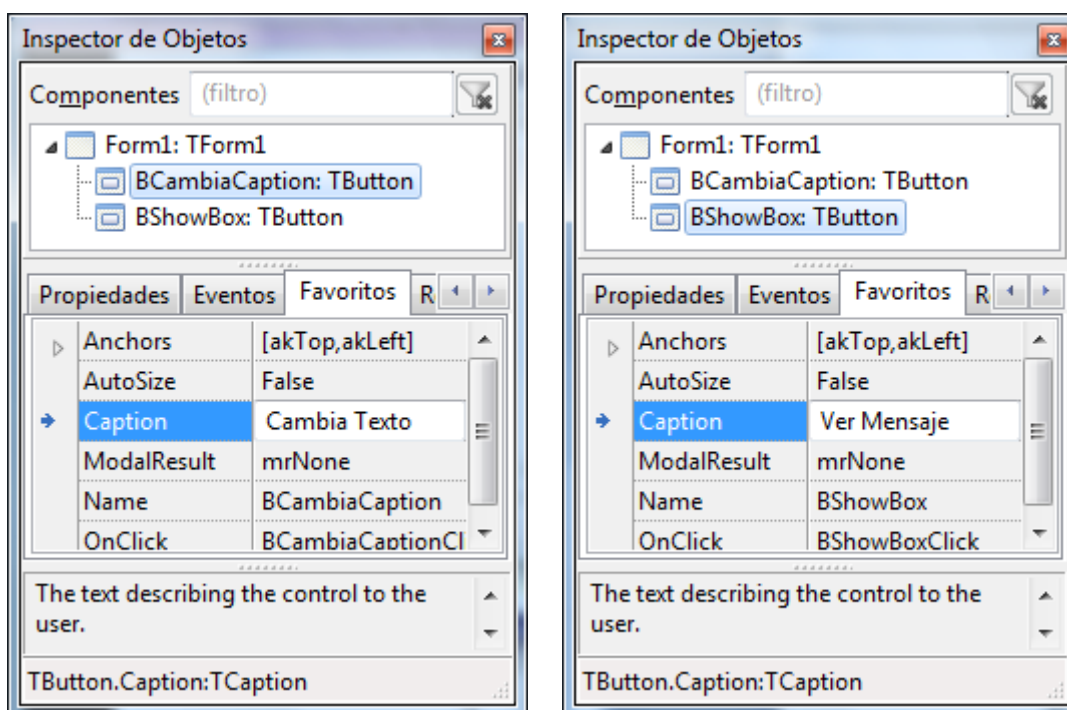 Inspector de Objetos
Componentes (filtro)
Form1: TForm1
BCambiaCaption: TButton
BShowBox: TButton
Propiedades Eventos Favoritos R
Anchors [akTop,akLeft]
AutoSize False
Caption Cambia Texto
ModalResult mrNone
Name BCambiaCaption
OnClick BCambiaCaptionCl
The text describing the control to the
user.
TButton.Caption:TCaption
Inspector de Objetos
Componentes (filtro)
Form1: TForm1
BCambiaCaption: TButton
BShowBox: TButton
Propiedades Eventos Favoritos R
Anchors [akTop,akLeft]
AutoSize False
Caption Ver Mensaje
ModalResult mrNone
Name BShowBox
OnClick BShowBoxClick
The text describing the control to the
user.
TButton.Caption:TCaption